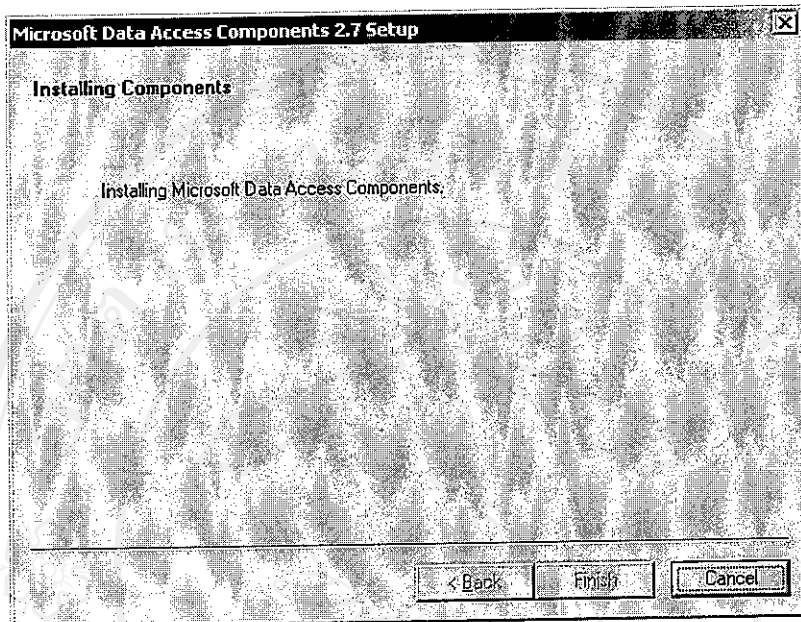 Microsoft Data Access Components 2.7 Setup
Installing Components
Installing Microsoft Data Access Components.
< Back
Finish
Cancel